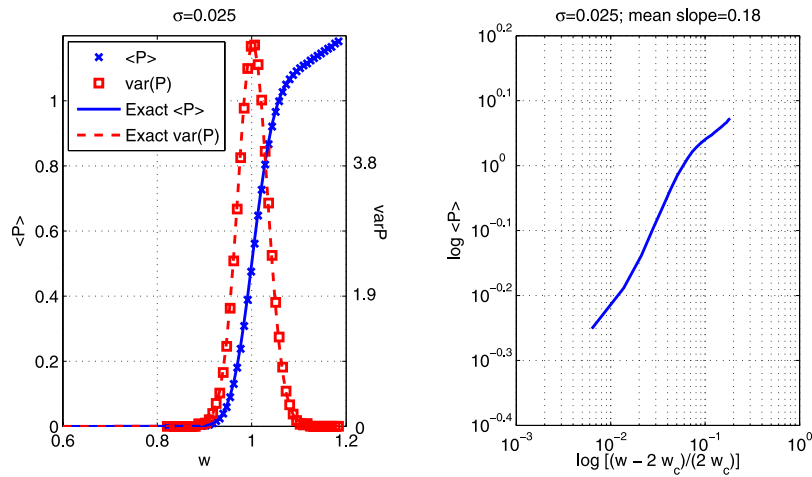 σ=0.025
<P>
var(P)
Exact <P>
Exact var(P)
1
0.8
0.6
0.4
0.2
0
<P>
3.8
1.9
0
varP
0.6
0.8
1
1.2
w
σ=0.025; mean slope=0.18
10^0.2
10^0.1
10^0
10^-0.1
10^-0.2
10^-0.3
10^-0.4
log <P>
10^-3
10^-2
10^-1
10^0
log [(w - 2 w_c)/(2 w_c)]